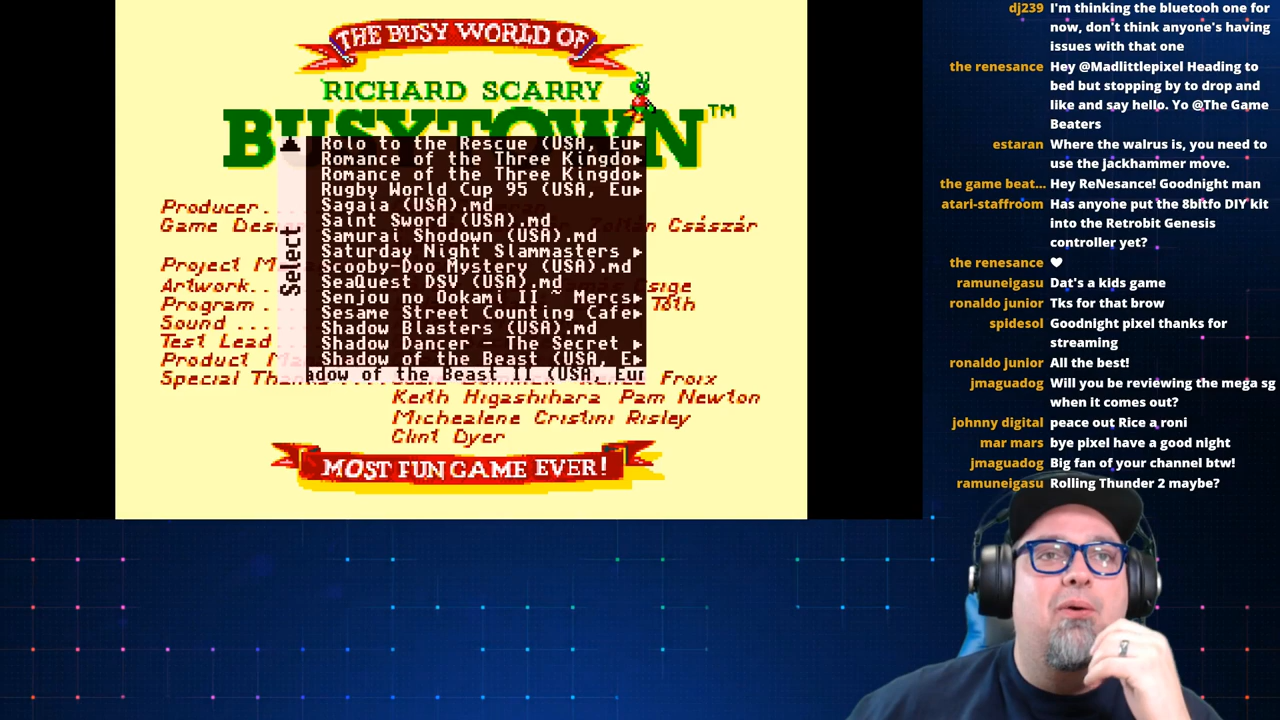 THE BUSY WORLD OF
RICHARD SCARRY
BUSYTOWN™
Rolo to the Rescue (USA, Eu
Romance of the Three Kingdo
Romance of the Three Kingdo
Rugby World Cup 95 (USA, Eu
Sagaia (USA).md
Saint Sword (USA).md
Samurai Shodown (USA).md
Saturday Night Slammasters
Scooby-Doo Mystery (USA).md
SeaQuest DSV (USA).md
Senjou no Ookami II ~ Mercs
Sesame Street Counting Cafe
Shadow Blasters (USA).md
Shadow Dancer - The Secret
Shadow of the Beast (USA, E
adow of the Beast II (USA, Eur
Select
Producer..
Game Des
Császár
Project M
Artwork..
Program .
Tóth
Sound ...
Test Lead
Product M
Special Th
Froix
Keith Higashihara Pam Newton
Michealene Cristini Risley
Clint Dyer
MOST FUN GAME EVER!
dj239 I'm thinking the bluetooh one for
now, don't think anyone's having
issues with that one
the renesance Hey @Madlittlepixel Heading to
bed but stopping by to drop and
like and say hello. Yo @The Game
Beaters
estaran Where the walrus is, you need to
use the jackhammer move.
the game beat... Hey ReNesance! Goodnight man
atari-staffroom Has anyone put the 8bitfo DIY kit
into the Retrobit Genesis
controller yet?
the renesance ♥
ramuneigasu Dat's a kids game
ronaldo junior Tks for that brow
spidesol Goodnight pixel thanks for
streaming
ronaldo junior All the best!
jmaguadog Will you be reviewing the mega sg
when it comes out?
johnny digital peace out Rice a roni
mar mars bye pixel have a good night
jmaguadog Big fan of your channel btw!
ramuneigasu Rolling Thunder 2 maybe?